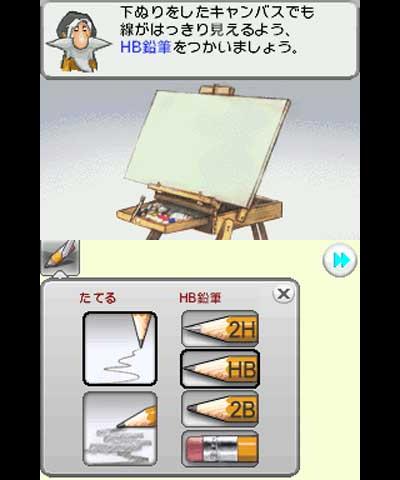 下ぬりをしたキャンバスでも
線がはっきり見えるよう、
HB鉛筆をつかいましょう。
たてる
HB鉛筆
2H
HB
2B